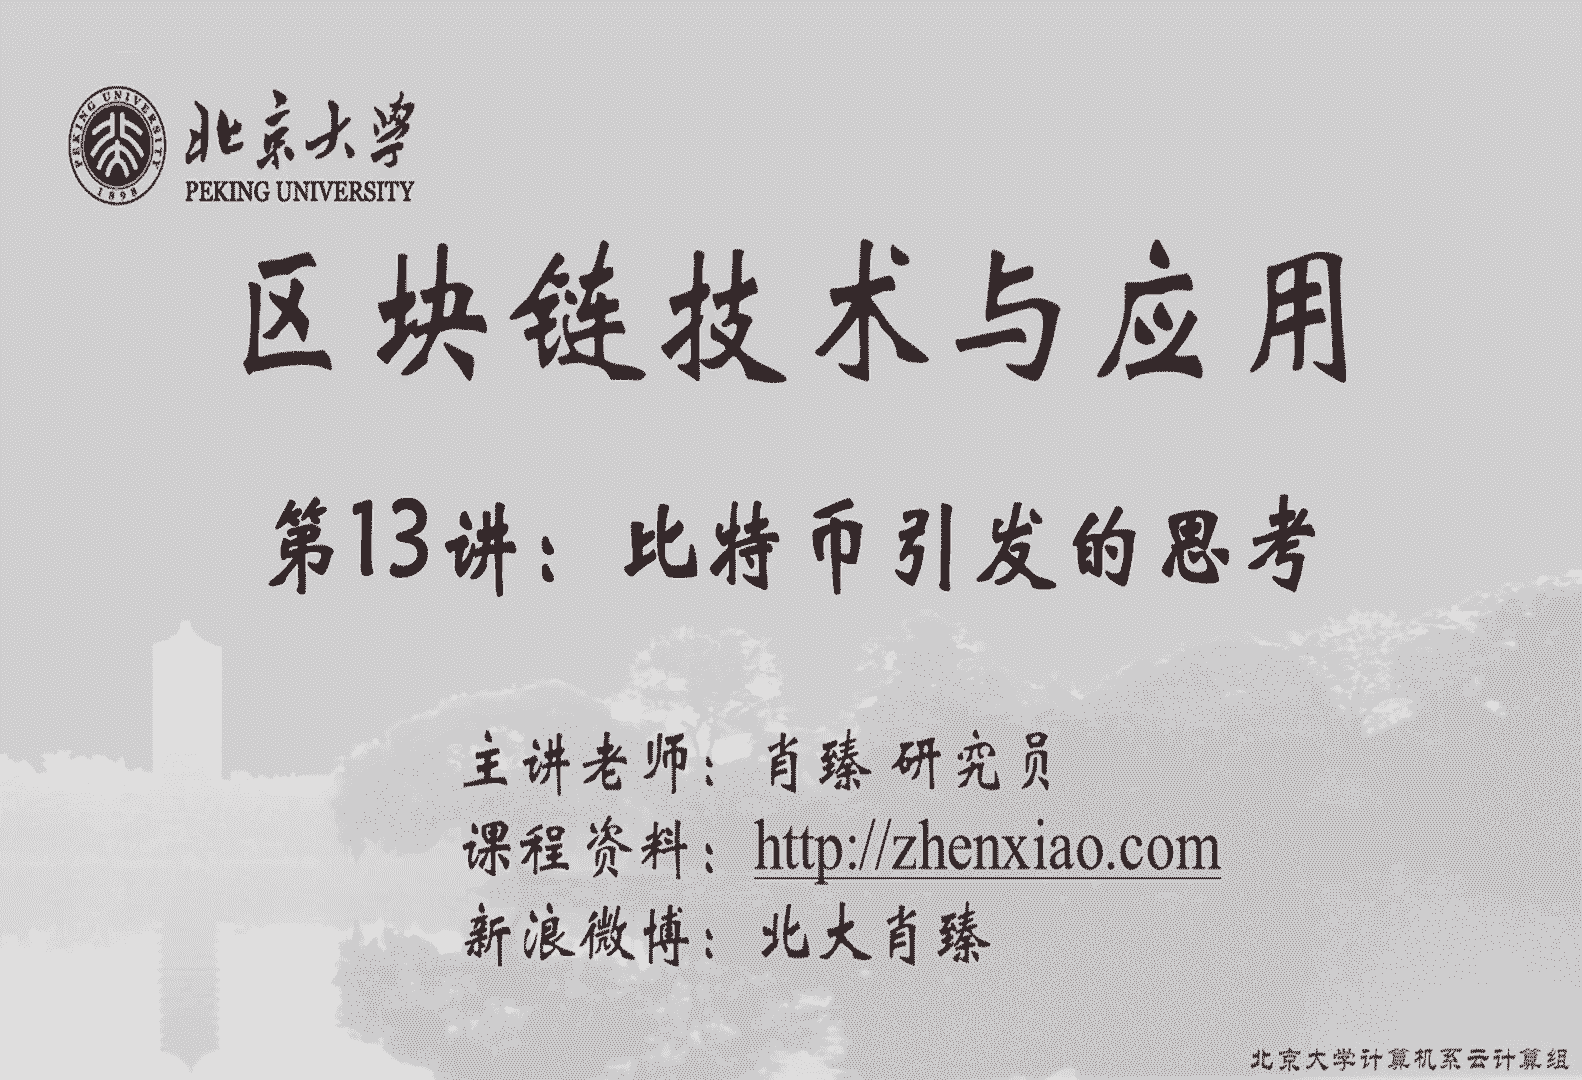 PEKING UNIVERSITY
1898
北京大学
PEKING UNIVERSITY
区块链技术与应用
第13讲：比特币引发的思考
主讲老师：肖臻 研究员
课程资料：http://zhenxiao.com
新浪微博：北大肖臻
北京大学计算机系云计算组